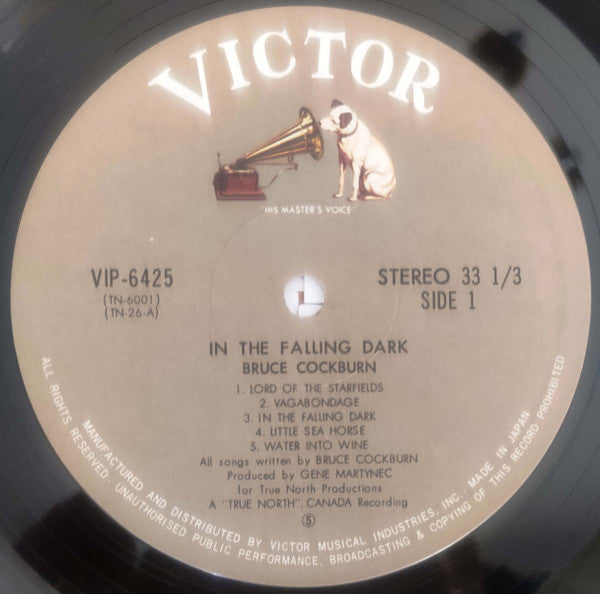 VICTOR
"HIS MASTER'S VOICE"
VIP-6425
(TN-6001)
(TN-26-A)
STEREO 33 1/3
SIDE 1
IN THE FALLING DARK
BRUCE COCKBURN
1. LORD OF THE STARFIELDS
2. VAGABONDAGE
3. IN THE FALLING DARK
4. LITTLE SEA HORSE
5. WATER INTO WINE
All songs written by BRUCE COCKBURN
Produced by GENE MARTYNEC
for True North Productions
A "TRUE NORTH", CANADA Recording
5
MANUFACTURED AND DISTRIBUTED BY VICTOR MUSICAL INDUSTRIES, INC., MADE IN JAPAN
ALL RIGHTS RESERVED. UNAUTHORISED PUBLIC PERFORMANCE, BROADCASTING & COPYING OF THIS RECORD PROHIBITED